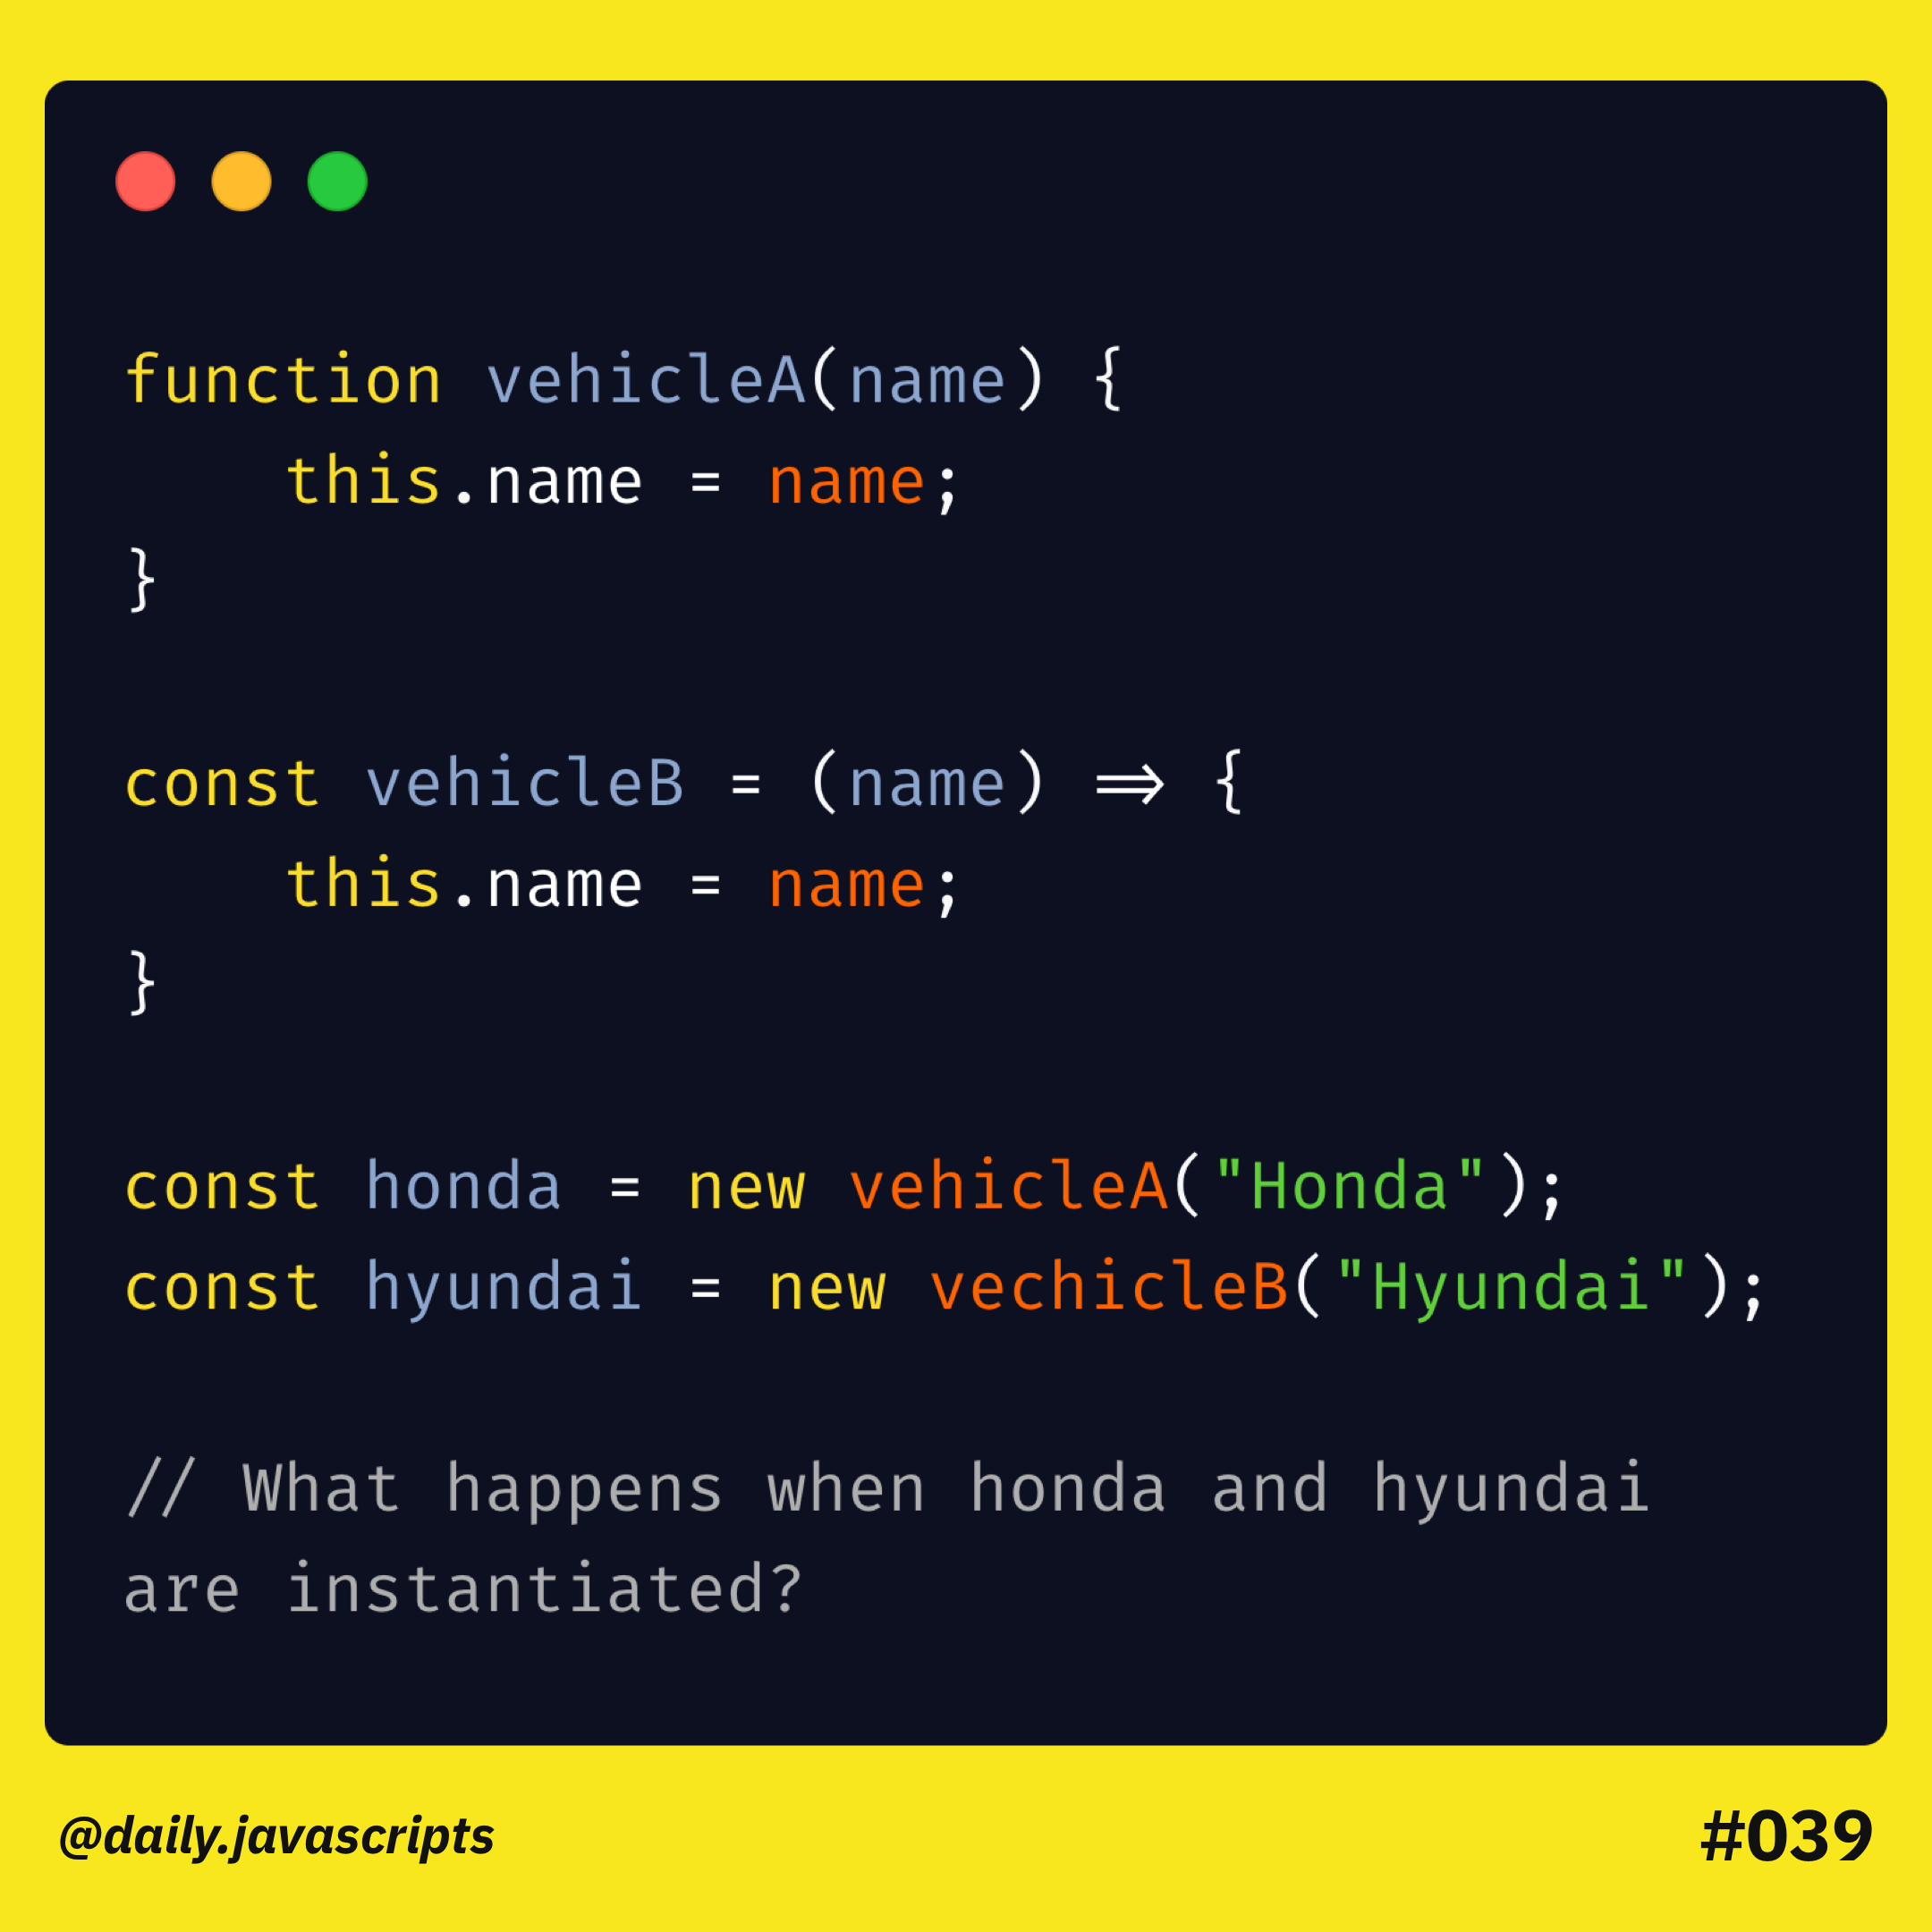 function vehicleA(name) {
    this.name = name;
}
const vehicleB = (name) => {
    this.name = name;
}
const honda = new vehicleA("Honda");
const hyundai = new vechicleB("Hyundai");
// What happens when honda and hyundai
are instantiated?
@daily.javascripts
#039